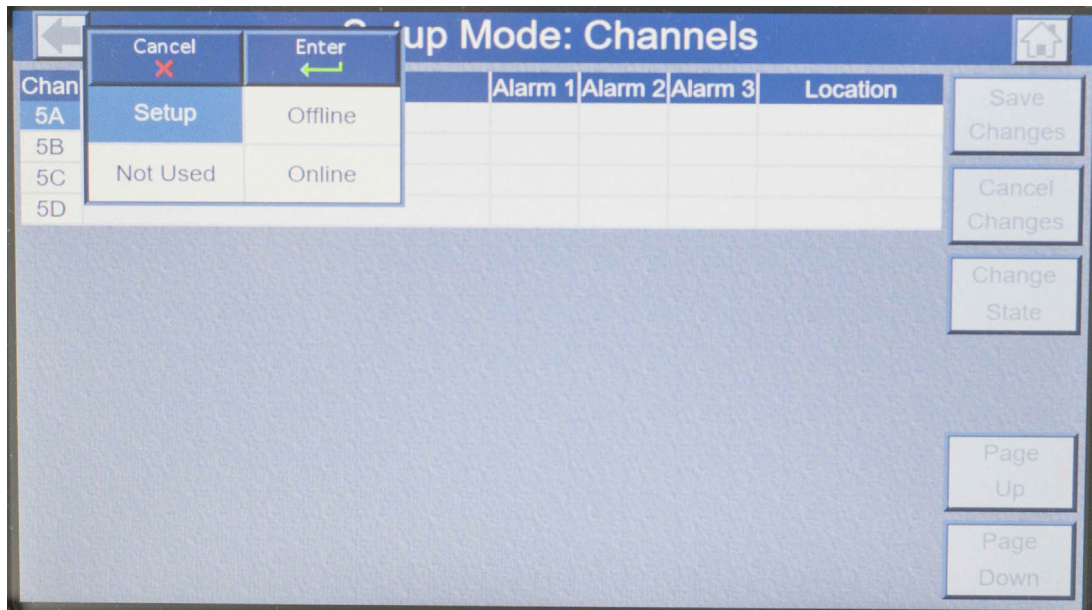 up Mode: Channels
Cancel
Enter
Chan
Alarm 1 Alarm 2 Alarm 3 Location
5A
Setup
Offline
5B
5C
Not Used
Online
5D
Save
Changes
Cancel
Changes
Change
State
Page
Up
Page
Down